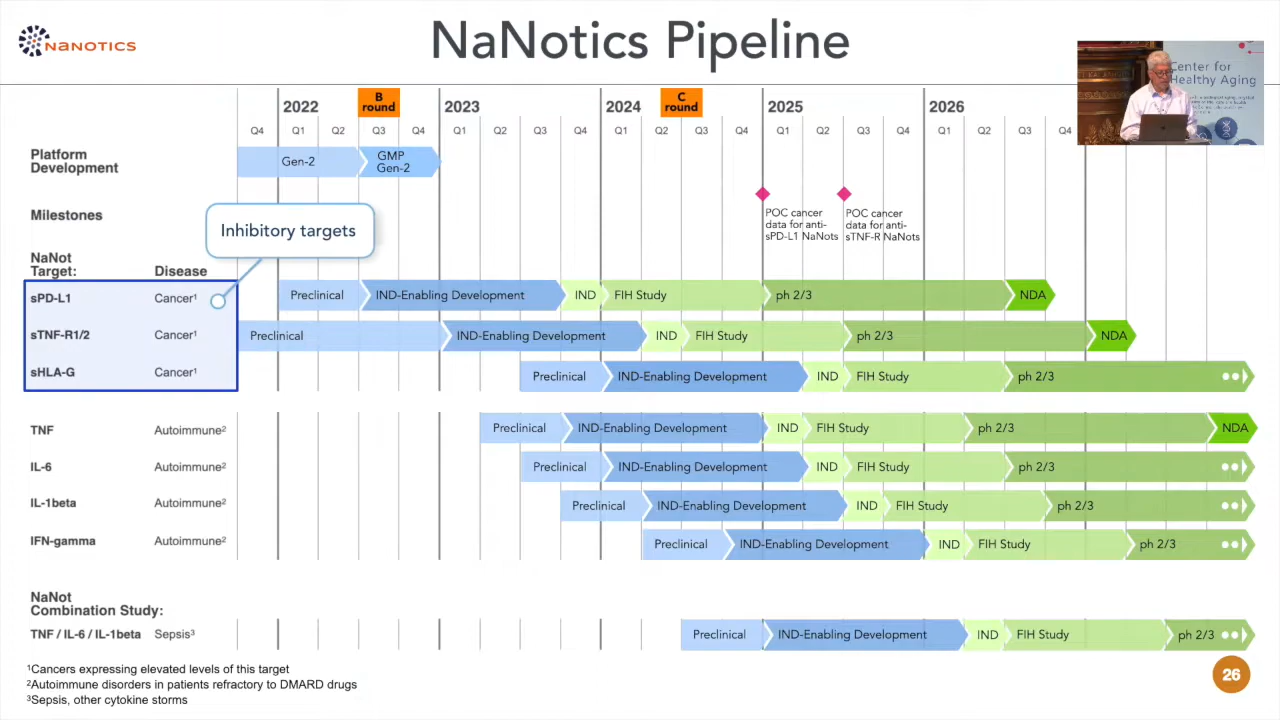 NANOTICS
NaNotics Pipeline
Center for
Healthy Aging
2022
B
round
2023
2024
C
round
2025
2026
Q4 Q1 Q2 Q3 Q4 Q1 Q2 Q3 Q4 Q1 Q2 Q3 Q4 Q1 Q2 Q3 Q4 Q1 Q2 Q3 Q4
Platform
Development
Gen-2
GMP
Gen-2
Milestones
POC cancer
data for anti-
sPD-L1 NaNots
POC cancer
data for anti-
sTNF-R NaNots
Inhibitory targets
NaNot
Target: Disease
sPD-L1 Cancer¹ Preclinical IND-Enabling Development IND FIH Study ph 2/3 NDA
sTNF-R1/2 Cancer¹ Preclinical IND-Enabling Development IND FIH Study ph 2/3 NDA
sHLA-G Cancer¹ Preclinical IND-Enabling Development IND FIH Study ph 2/3
TNF Autoimmune² Preclinical IND-Enabling Development IND FIH Study ph 2/3 NDA
IL-6 Autoimmune² Preclinical IND-Enabling Development IND FIH Study ph 2/3
IL-1beta Autoimmune² Preclinical IND-Enabling Development IND FIH Study ph 2/3
IFN-gamma Autoimmune² Preclinical IND-Enabling Development IND FIH Study ph 2/3
NaNot
Combination Study:
TNF / IL-6 / IL-1beta Sepsis³ Preclinical IND-Enabling Development IND FIH Study ph 2/3
¹Cancers expressing elevated levels of this target
²Autoimmune disorders in patients refractory to DMARD drugs
³Sepsis, other cytokine storms
26